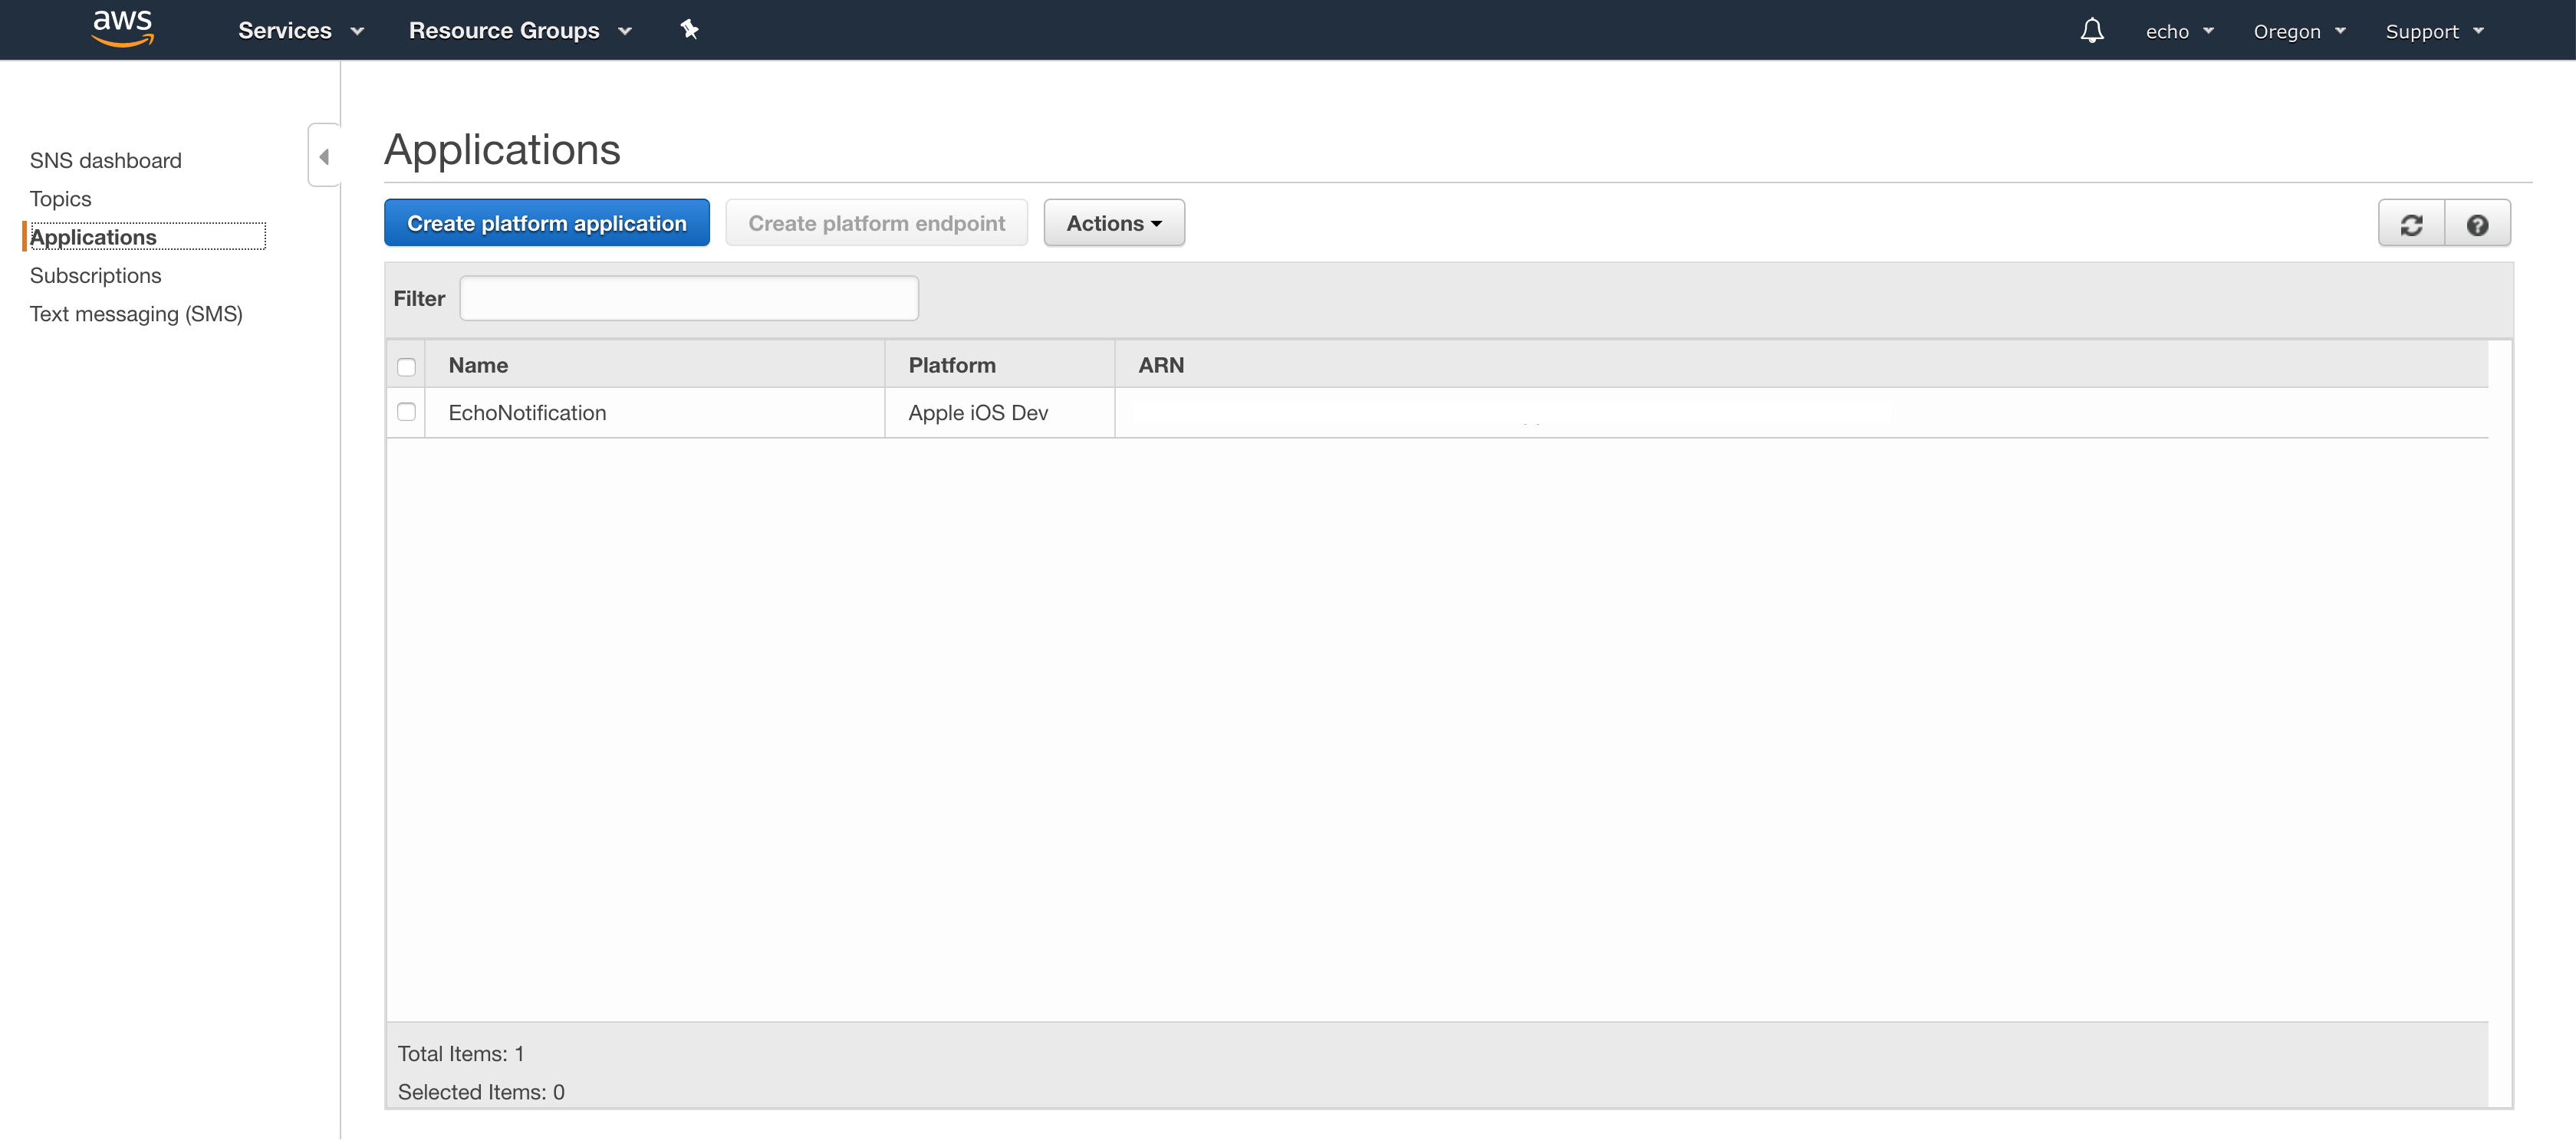 aws Services Resource Groups echo Oregon Support
SNS dashboard
Topics
Applications
Subscriptions
Text messaging (SMS)
Applications
Create platform application Create platform endpoint Actions
Filter
Name Platform ARN
EchoNotification Apple iOS Dev
Total Items: 1
Selected Items: 0